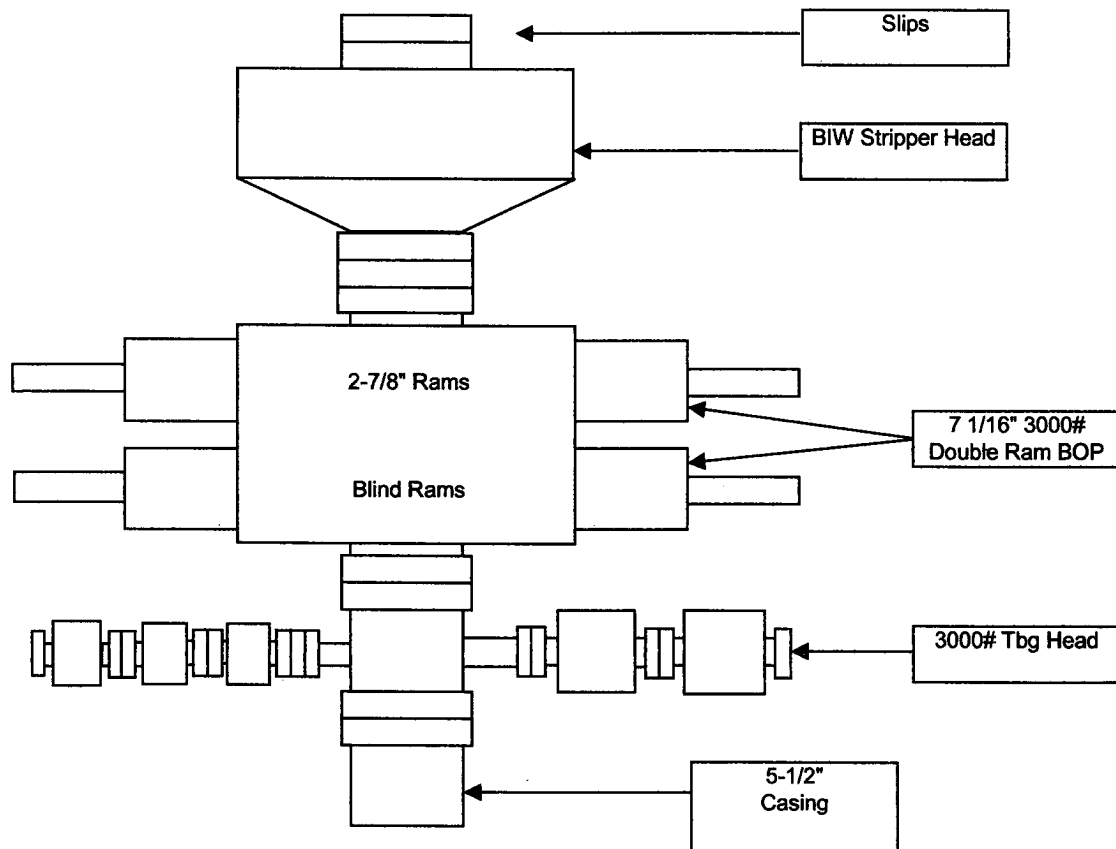 Slips
BIW Stripper Head
2-7/8" Rams
7 1/16" 3000#
Double Ram BOP
Blind Rams
3000# Tbg Head
5-1/2"
Casing